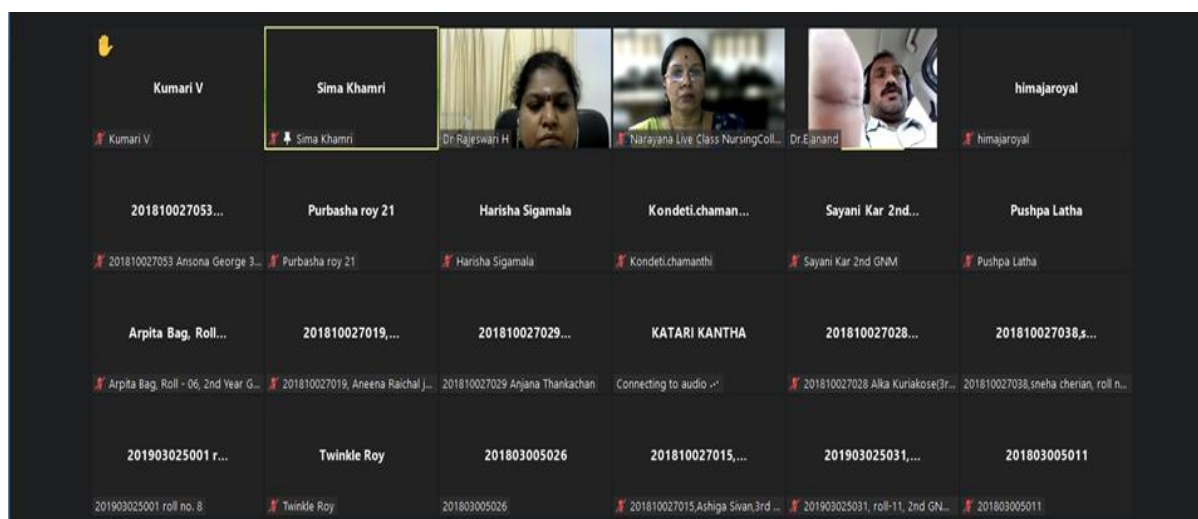 Kumari V
Sima Khamri
himajaroyal
Kumari V
Sima Khamri
Dr Rajeswari H
Narayana Live Class NursingColl...
Dr.E anand
himajaroyal
201810027053...
Purbasha roy 21
Harisha Sigamala
Kondeti.chaman...
Sayani Kar 2nd...
Pushpa Latha
201810027053 Ansona George 3...
Purbasha roy 21
Harisha Sigamala
Kondeti.chamanthi
Sayani Kar 2nd GNM
Pushpa Latha
Arpita Bag, Roll...
201810027019,...
201810027029...
KATARI KANTHA
201810027028...
201810027038,s...
Arpita Bag, Roll - 06, 2nd Year G...
201810027019, Aneena Raichal j...
201810027029 Anjana Thankachan
Connecting to audio
201810027028 Alka Kuriakose(3r...
201810027038,sneha cherian, roll n...
201903025001 r...
Twinkle Roy
201803005026
201810027015,...
201903025031,...
201803005011
201903025001 roll no. 8
Twinkle Roy
201803005026
201810027015,Ashiga Sivan,3rd ...
201903025031, roll-11, 2nd GN...
201803005011